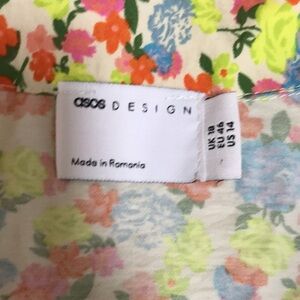 asos DESIGN
Made in Romania
UK 18
EU 46
US 14